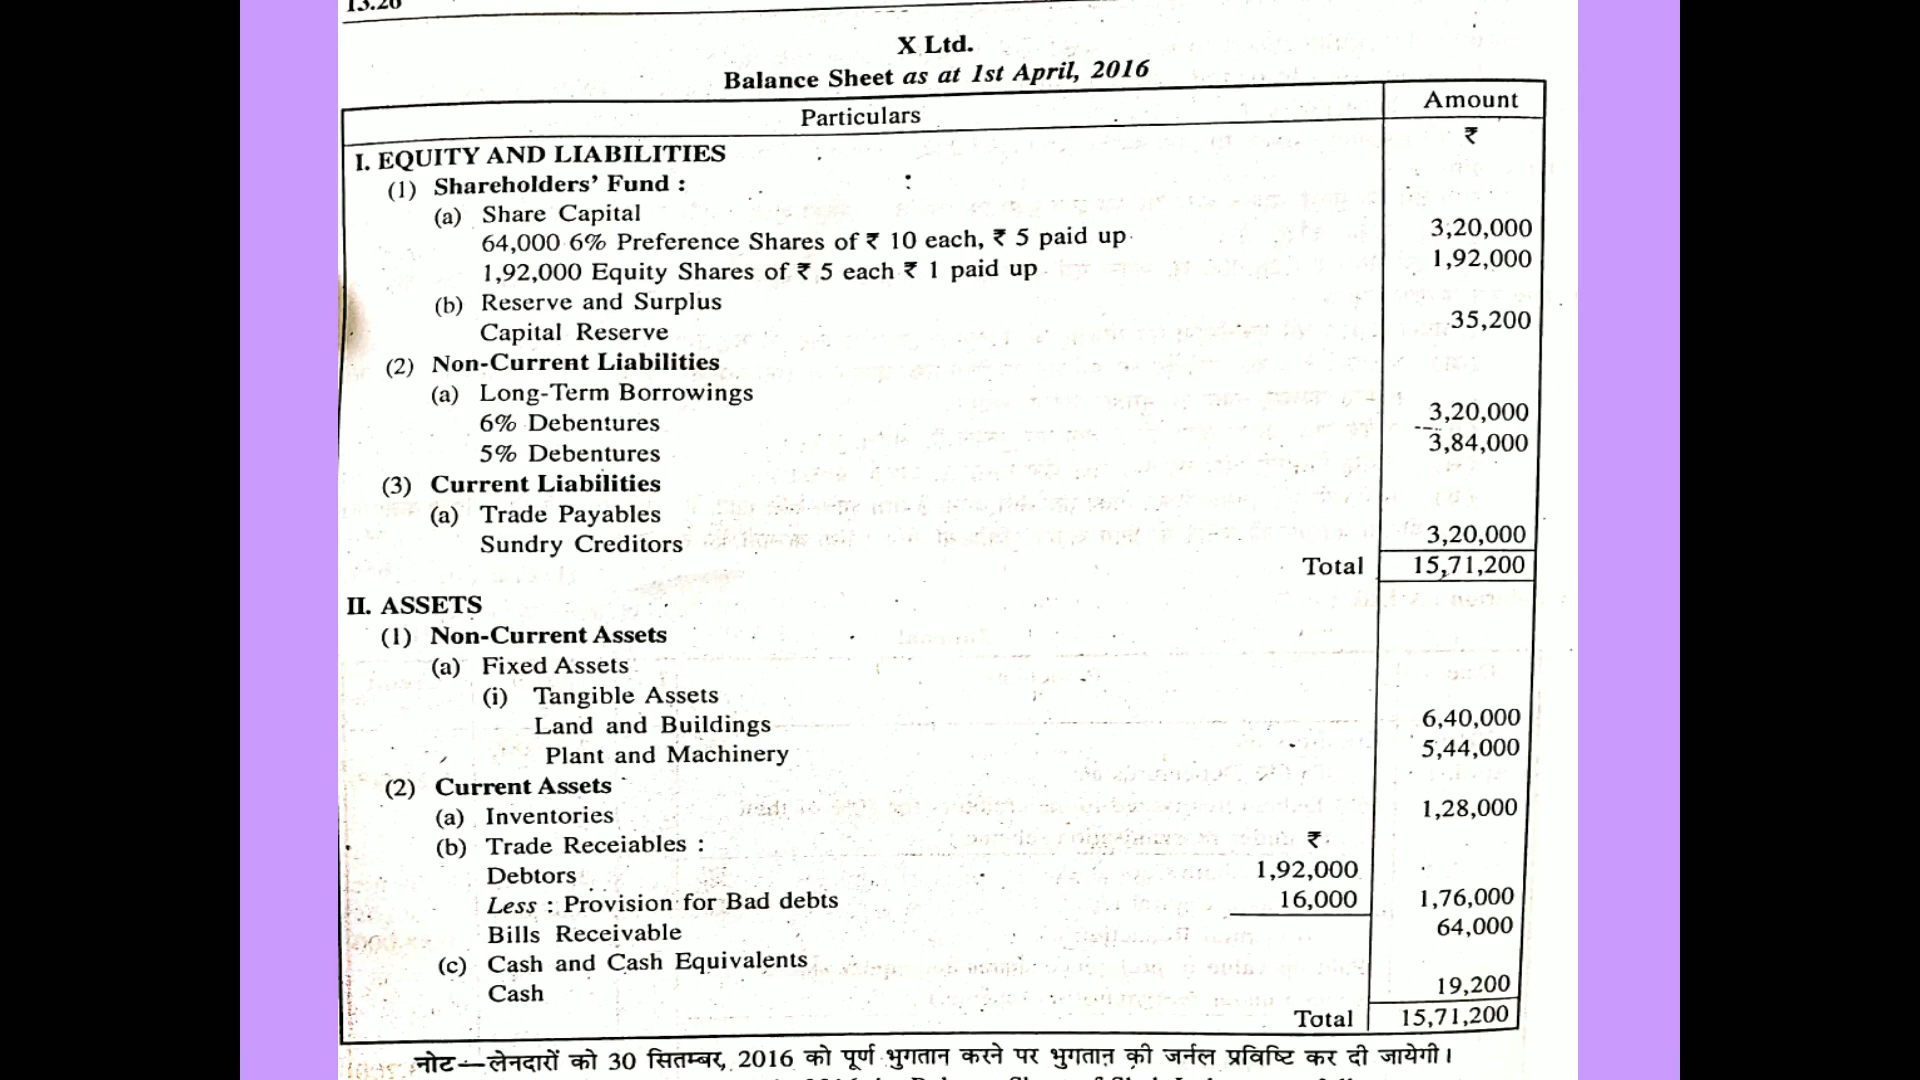 13.26
X Ltd.
Balance Sheet as at 1st April, 2016
Particulars Amount
₹
I. EQUITY AND LIABILITIES
(1) Shareholders' Fund :
(a) Share Capital
64,000 6% Preference Shares of ₹ 10 each, ₹ 5 paid up 3,20,000
1,92,000 Equity Shares of ₹ 5 each ₹ 1 paid up 1,92,000
(b) Reserve and Surplus
Capital Reserve 35,200
(2) Non-Current Liabilities
(a) Long-Term Borrowings
6% Debentures 3,20,000
5% Debentures 3,84,000
(3) Current Liabilities
(a) Trade Payables
Sundry Creditors 3,20,000
Total 15,71,200
II. ASSETS
(1) Non-Current Assets
(a) Fixed Assets
(i) Tangible Assets
Land and Buildings 6,40,000
Plant and Machinery 5,44,000
(2) Current Assets
(a) Inventories 1,28,000
(b) Trade Receiables : ₹
Debtors 1,92,000
Less : Provision for Bad debts 16,000 1,76,000
Bills Receivable 64,000
(c) Cash and Cash Equivalents
Cash 19,200
Total 15,71,200
नोट—लेनदारों को 30 सितम्बर, 2016 को पूर्ण भुगतान करने पर भुगतान की जर्नल प्रविष्टि कर दी जायेगी।